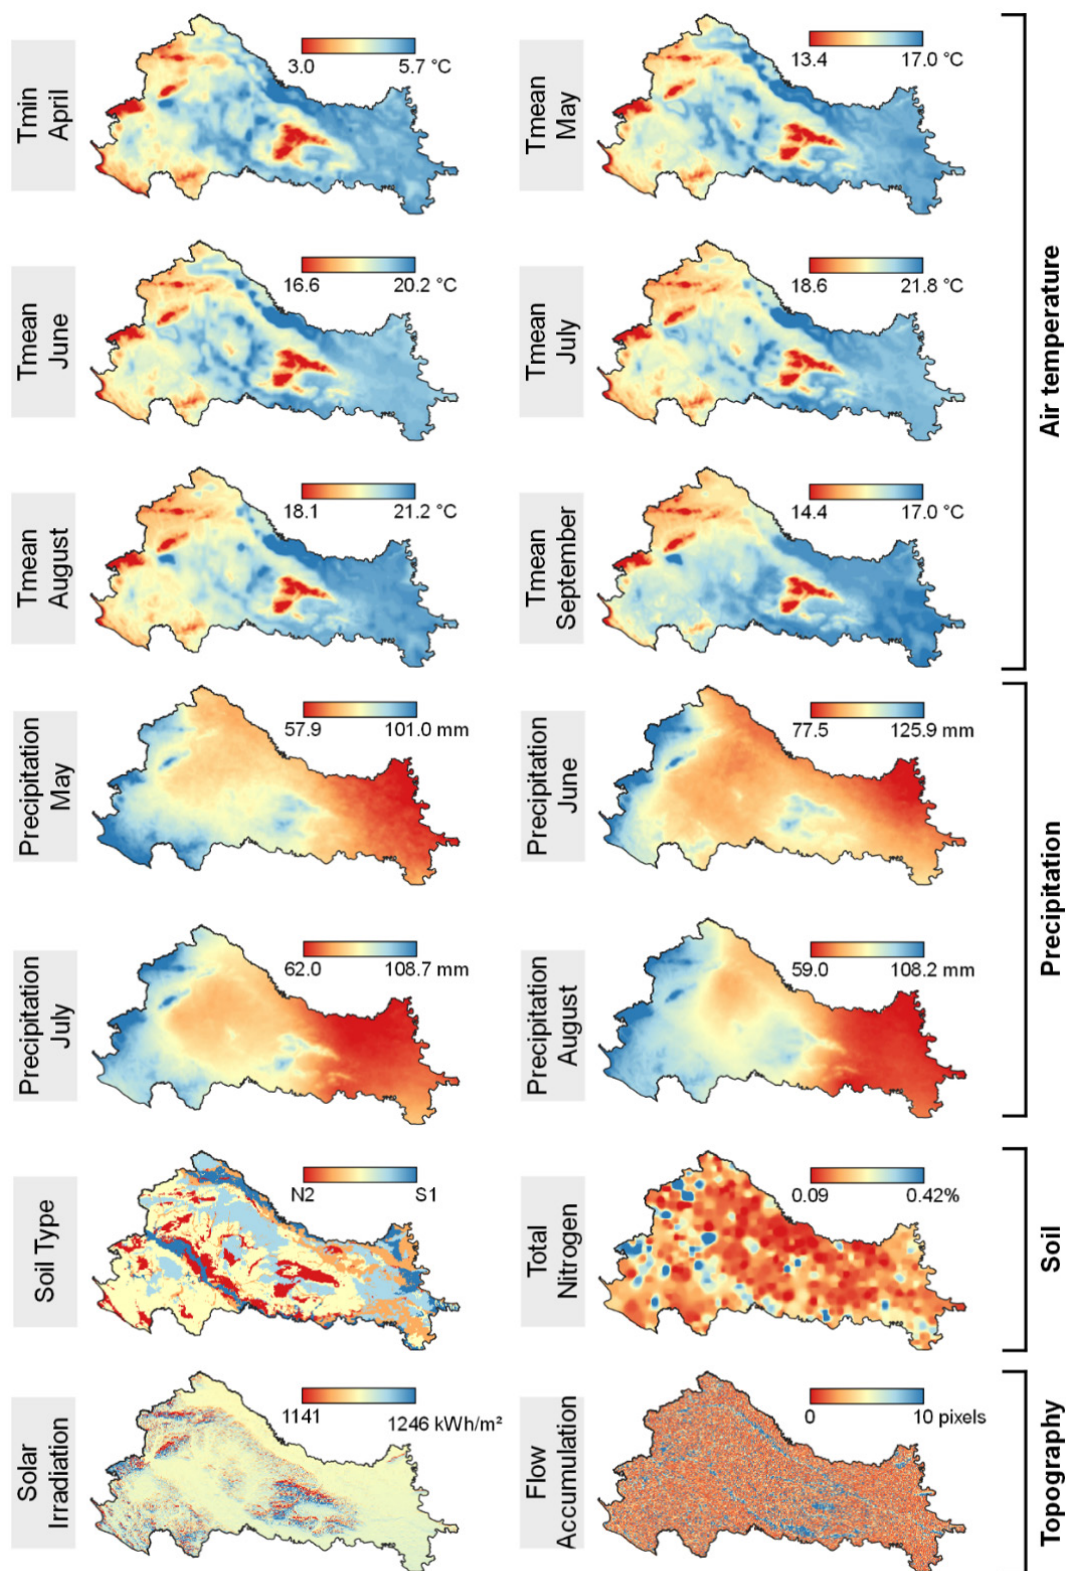 Tmin
April
3.0
5.7 °C
Tmean
May
13.4
17.0 °C
Tmean
June
16.6
20.2 °C
Tmean
July
18.6
21.8 °C
Tmean
August
18.1
21.2 °C
Tmean
September
14.4
17.0 °C
Air temperature
Precipitation
May
57.9
101.0 mm
Precipitation
June
77.5
125.9 mm
Precipitation
July
62.0
108.7 mm
Precipitation
August
59.0
108.2 mm
Precipitation
Soil Type
N2
S1
Total
Nitrogen
0.09
0.42%
Soil
Solar
Irradiation
1141
1246 kWh/m²
Flow
Accumulation
0
10 pixels
Topography